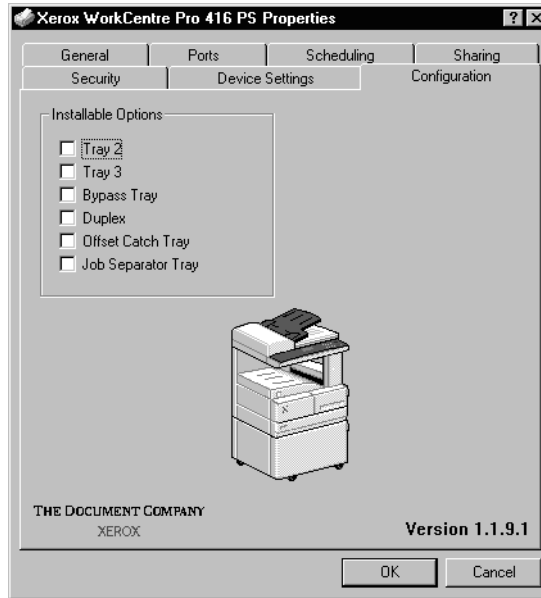 Xerox WorkCentre Pro 416 PS Properties
General Ports Scheduling Sharing
Security Device Settings Configuration
Installable Options
Tray 2
Tray 3
Bypass Tray
Duplex
Offset Catch Tray
Job Separator Tray
THE DOCUMENT COMPANY
XEROX
Version 1.1.9.1
OK Cancel